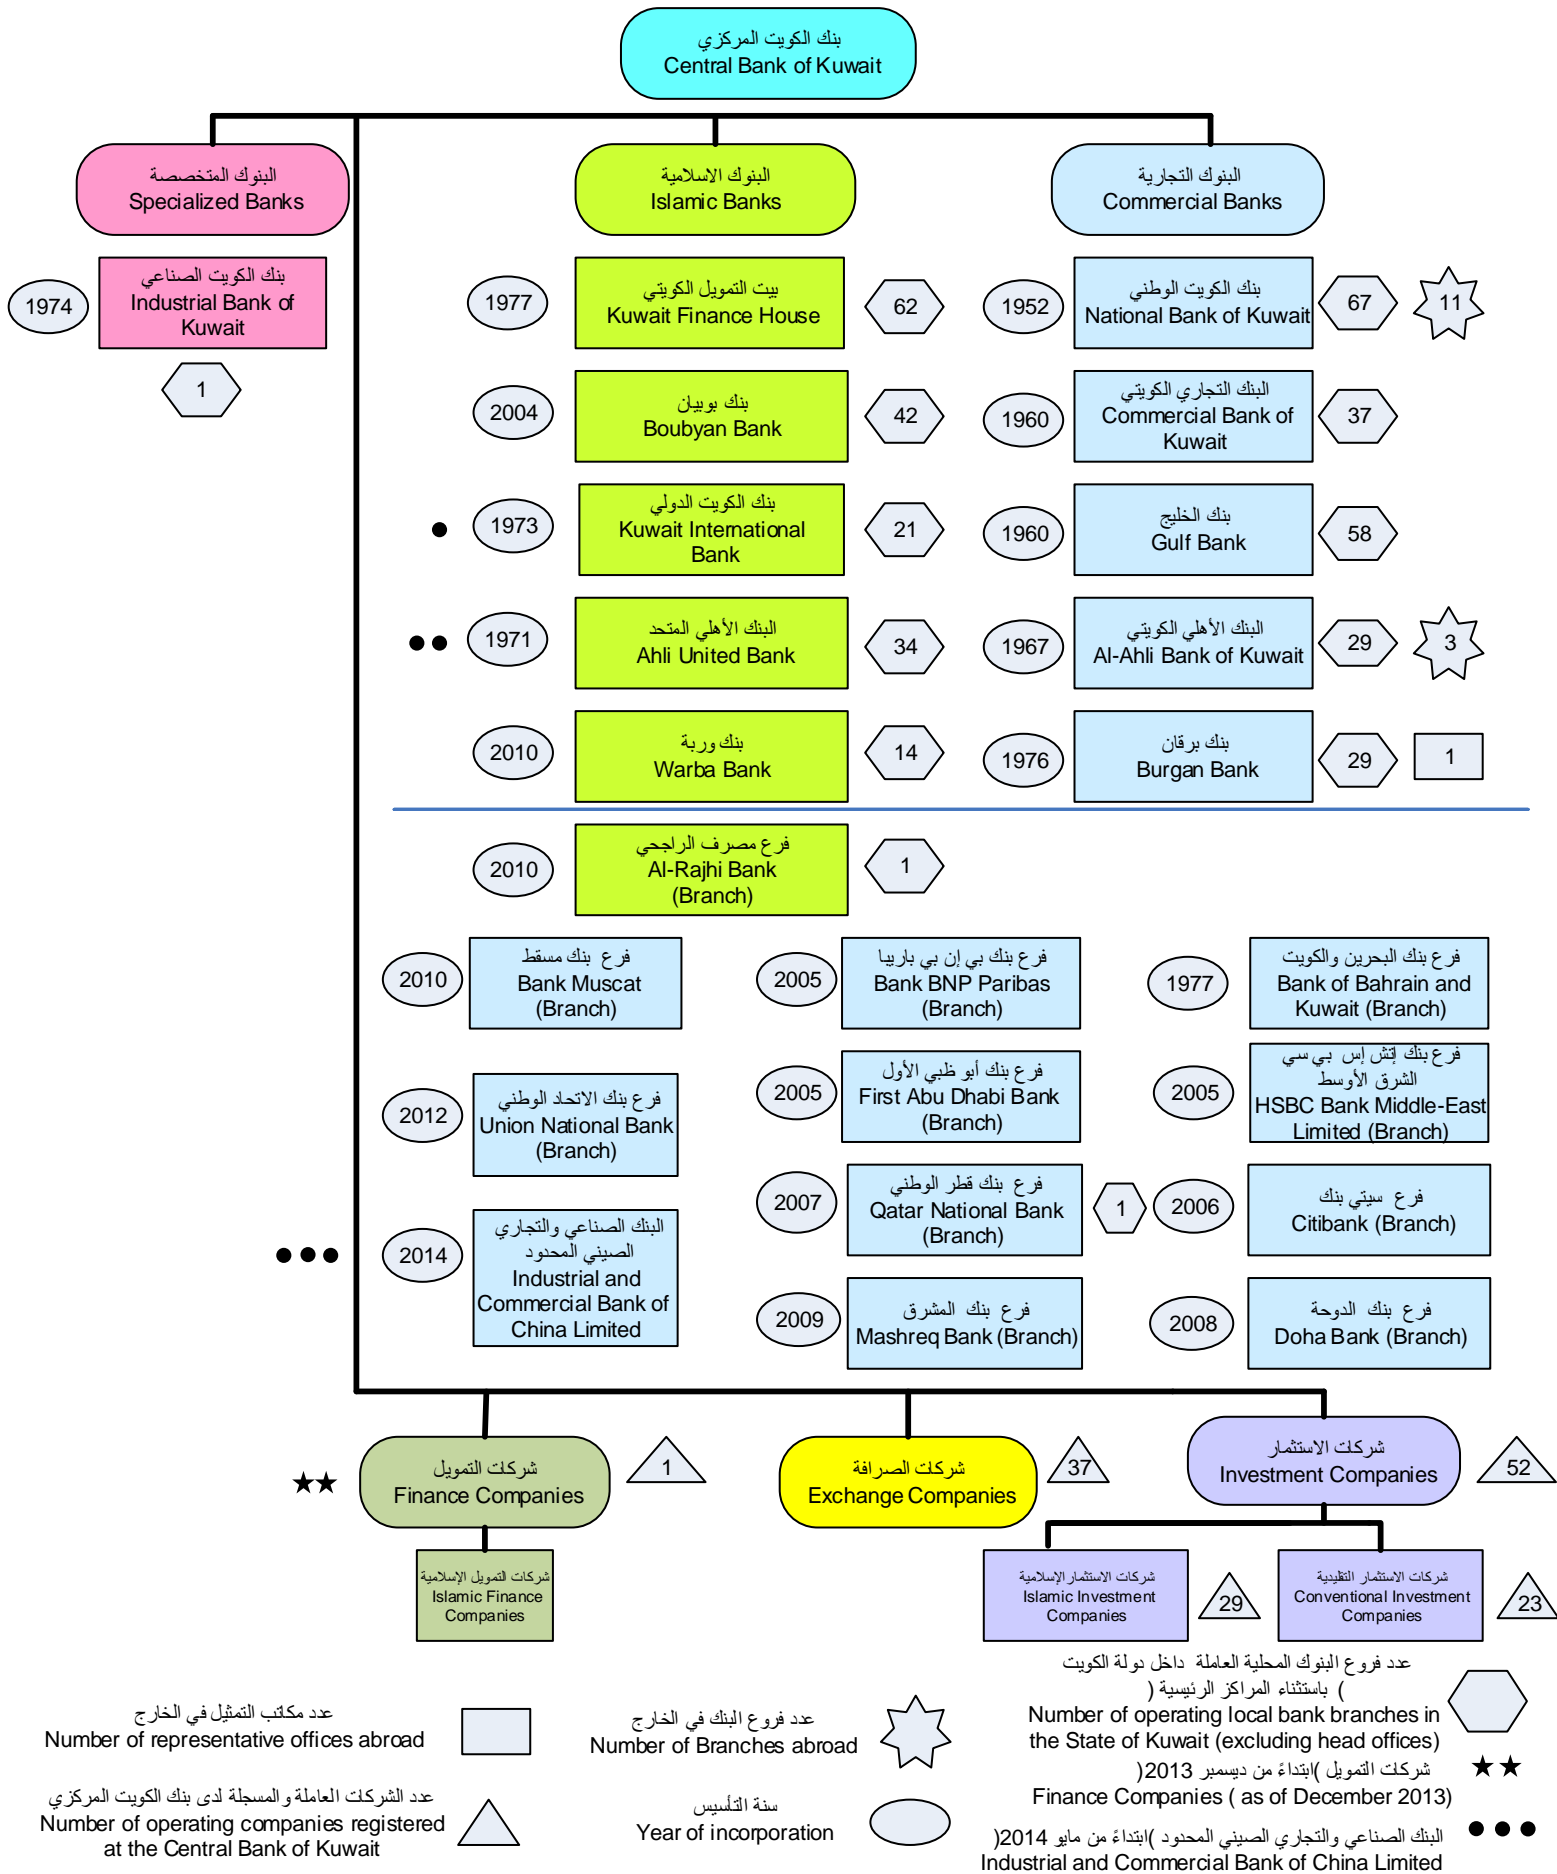 بنك الكويت المركزي
Central Bank of Kuwait
البنوك المتخصصة
Specialized Banks
البنوك الاسلامية
Islamic Banks
البنوك التجارية
Commercial Banks
1974
بنك الكويت الصناعي
Industrial Bank of
Kuwait
1
1977
بيت التمويل الكويتي
Kuwait Finance House
62
1952
بنك الكويت الوطني
National Bank of Kuwait
67
11
2004
بنك بوبيان
Boubyan Bank
42
1960
البنك التجاري الكويتي
Commercial Bank of
Kuwait
37
●
1973
بنك الكويت الدولي
Kuwait International
Bank
21
1960
بنك الخليج
Gulf Bank
58
●●
1971
البنك الأهلي المتحد
Ahli United Bank
34
1967
البنك الأهلي الكويتي
Al-Ahli Bank of Kuwait
29
3
2010
بنك وربة
Warba Bank
14
1976
بنك برقان
Burgan Bank
29
1
2010
فرع مصرف الراجحي
Al-Rajhi Bank
(Branch)
1
2010
فرع بنك مسقط
Bank Muscat
(Branch)
2005
فرع بنك بي إن بي باريبا
Bank BNP Paribas
(Branch)
1977
فرع بنك البحرين والكويت
Bank of Bahrain and
Kuwait (Branch)
2012
فرع بنك الاتحاد الوطني
Union National Bank
(Branch)
2005
فرع بنك أبو ظبي الأول
First Abu Dhabi Bank
(Branch)
2005
فرع بنك إتش إس بي سي
الشرق الأوسط
HSBC Bank Middle-East
Limited (Branch)
2007
فرع بنك قطر الوطني
Qatar National Bank
(Branch)
1
2006
فرع سيتي بنك
Citibank (Branch)
●●●
2014
البنك الصناعي والتجاري
الصيني المحدود
Industrial and
Commercial Bank of
China Limited
2009
فرع بنك المشرق
Mashreq Bank (Branch)
2008
فرع بنك الدوحة
Doha Bank (Branch)
★★
شركات التمويل
Finance Companies
1
شركات الصرافة
Exchange Companies
37
شركات الاستثمار
Investment Companies
52
شركات التمويل الإسلامية
Islamic Finance
Companies
شركات الاستثمار الإسلامية
Islamic Investment
Companies
29
شركات الاستثمار التقليدية
Conventional Investment
Companies
23
عدد مكاتب التمثيل في الخارج
Number of representative offices abroad
عدد فروع البنك في الخارج
Number of Branches abroad
عدد فروع البنوك المحلية العاملة داخل دولة الكويت
) باستثناء المراكز الرئيسية (
Number of operating local bank branches in
the State of Kuwait (excluding head offices)
عدد الشركات العاملة والمسجلة لدى بنك الكويت المركزي
Number of operating companies registered
at the Central Bank of Kuwait
سنة التأسيس
Year of incorporation
★★ شركات التمويل )ابتداءً من ديسمبر 2013(
Finance Companies ( as of December 2013)
●●● البنك الصناعي والتجاري الصيني المحدود )ابتداءً من مايو 2014(
Industrial and Commercial Bank of China Limited